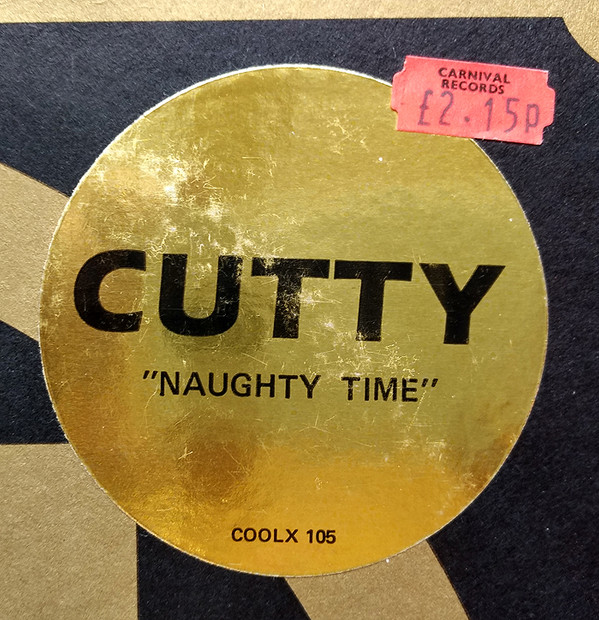 CARNIVAL
RECORDS
£2.15p
CUTTY
"NAUGHTY TIME"
COOLX 105